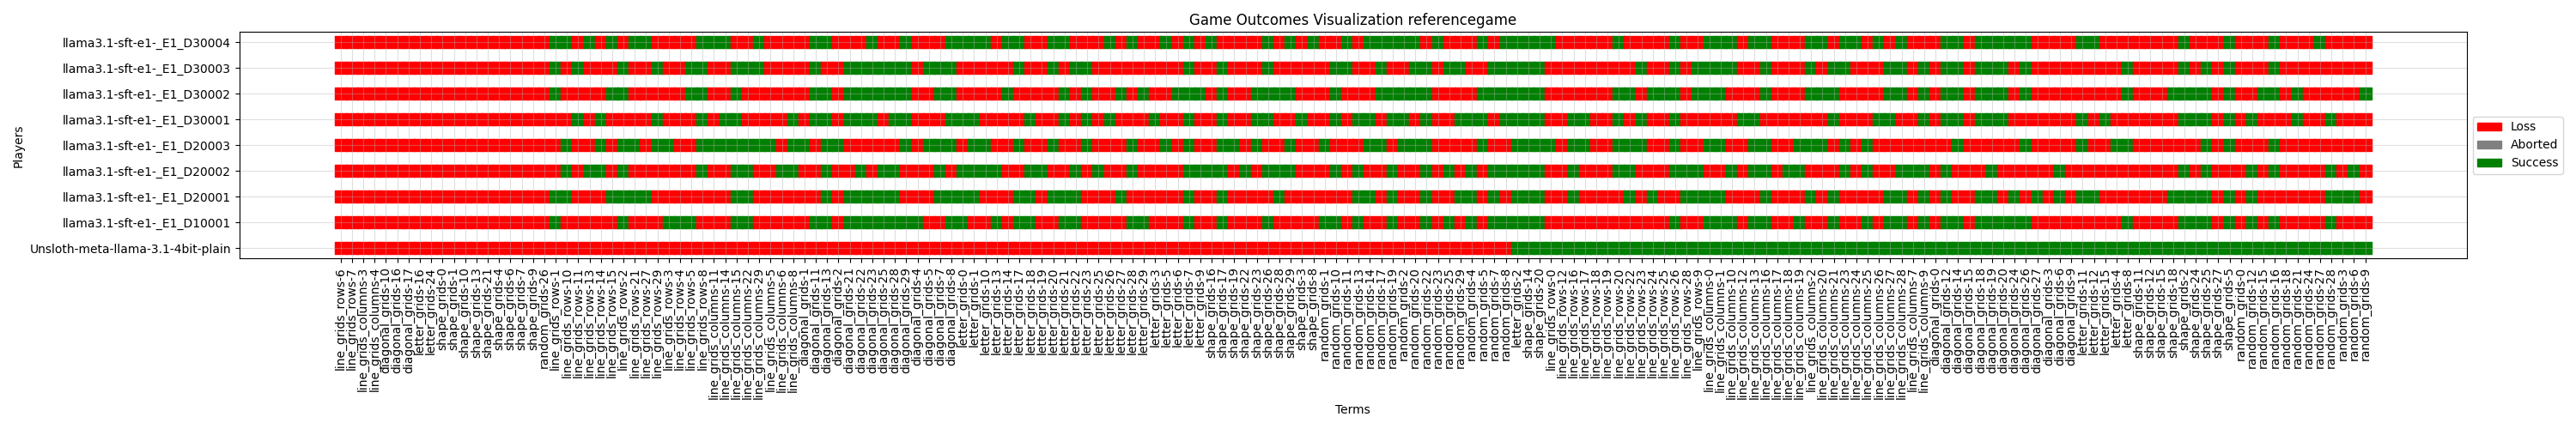 Game Outcomes Visualization referencegame
Players
llama3.1-sft-e1-_E1_D30004
llama3.1-sft-e1-_E1_D30003
llama3.1-sft-e1-_E1_D30002
llama3.1-sft-e1-_E1_D30001
llama3.1-sft-e1-_E1_D20003
llama3.1-sft-e1-_E1_D20002
llama3.1-sft-e1-_E1_D20001
llama3.1-sft-e1-_E1_D10001
Unsloth-meta-llama-3.1-4bit-plain
Loss
Aborted
Success
line_grids_rows-6
line_grids_rows-7
line_grids_columns-3
line_grids_columns-4
diagonal_grids-10
diagonal_grids-16
diagonal_grids-17
letter_grids-16
letter_grids-24
shape_grids-0
shape_grids-1
shape_grids-10
shape_grids-13
shape_grids-21
shape_grids-4
shape_grids-6
shape_grids-7
shape_grids-9
random_grids-26
line_grids_rows-1
line_grids_rows-10
line_grids_rows-11
line_grids_rows-13
line_grids_rows-14
line_grids_rows-15
line_grids_rows-2
line_grids_rows-21
line_grids_rows-27
line_grids_rows-29
line_grids_rows-3
line_grids_rows-4
line_grids_rows-5
line_grids_rows-8
line_grids_columns-11
line_grids_columns-14
line_grids_columns-15
line_grids_columns-22
line_grids_columns-29
line_grids_columns-5
line_grids_columns-6
line_grids_columns-8
diagonal_grids-1
diagonal_grids-11
diagonal_grids-13
diagonal_grids-2
diagonal_grids-21
diagonal_grids-22
diagonal_grids-23
diagonal_grids-25
diagonal_grids-28
diagonal_grids-29
diagonal_grids-4
diagonal_grids-5
diagonal_grids-7
diagonal_grids-8
letter_grids-0
letter_grids-1
letter_grids-10
letter_grids-13
letter_grids-14
letter_grids-17
letter_grids-18
letter_grids-19
letter_grids-20
letter_grids-21
letter_grids-22
letter_grids-23
letter_grids-25
letter_grids-26
letter_grids-27
letter_grids-28
letter_grids-29
letter_grids-3
letter_grids-5
letter_grids-6
letter_grids-7
letter_grids-9
shape_grids-16
shape_grids-17
shape_grids-19
shape_grids-22
shape_grids-23
shape_grids-26
shape_grids-28
shape_grids-29
shape_grids-3
shape_grids-8
random_grids-1
random_grids-10
random_grids-11
random_grids-13
random_grids-14
random_grids-17
random_grids-19
random_grids-2
random_grids-20
random_grids-22
random_grids-23
random_grids-25
random_grids-29
random_grids-4
random_grids-5
random_grids-7
random_grids-8
letter_grids-2
shape_grids-14
shape_grids-20
line_grids_rows-0
line_grids_rows-12
line_grids_rows-16
line_grids_rows-17
line_grids_rows-18
line_grids_rows-19
line_grids_rows-20
line_grids_rows-22
line_grids_rows-23
line_grids_rows-24
line_grids_rows-25
line_grids_rows-26
line_grids_rows-28
line_grids_rows-9
line_grids_columns-0
line_grids_columns-1
line_grids_columns-10
line_grids_columns-12
line_grids_columns-13
line_grids_columns-16
line_grids_columns-17
line_grids_columns-18
line_grids_columns-19
line_grids_columns-2
line_grids_columns-20
line_grids_columns-21
line_grids_columns-23
line_grids_columns-24
line_grids_columns-25
line_grids_columns-26
line_grids_columns-27
line_grids_columns-28
line_grids_columns-7
line_grids_columns-9
diagonal_grids-0
diagonal_grids-12
diagonal_grids-14
diagonal_grids-15
diagonal_grids-18
diagonal_grids-19
diagonal_grids-20
diagonal_grids-24
diagonal_grids-26
diagonal_grids-27
diagonal_grids-3
diagonal_grids-6
diagonal_grids-9
letter_grids-11
letter_grids-12
letter_grids-15
letter_grids-4
letter_grids-8
shape_grids-11
shape_grids-12
shape_grids-15
shape_grids-18
shape_grids-2
shape_grids-24
shape_grids-25
shape_grids-27
shape_grids-5
random_grids-0
random_grids-12
random_grids-15
random_grids-16
random_grids-18
random_grids-21
random_grids-24
random_grids-27
random_grids-28
random_grids-3
random_grids-6
random_grids-9
Terms